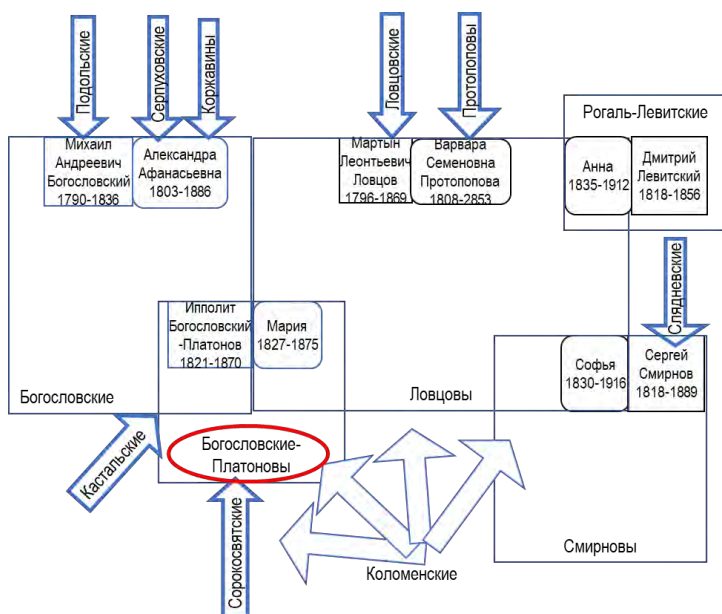 Подольские
Серпуховские
Коржавины
Ловцовские
Протопоповы
Рогаль-Левитские
Михаил
Андреевич
Богословский
1790-1836
Александра
Афанасьевна
1803-1886
Мартын
Леонтьевич
Ловцов
1796-1869
Варвара
Семеновна
Протопопова
1808-2853
Анна
1835-1912
Дмитрий
Левитский
1818-1856
Слядневские
Ипполит
Богословский
-Платонов
1821-1870
Мария
1827-1875
Софья
1830-1916
Сергей
Смирнов
1818-1889
Богословские
Ловцовы
Кастальские
Богословские-
Платоновы
Сорокосвятские
Коломенские
Смирновы